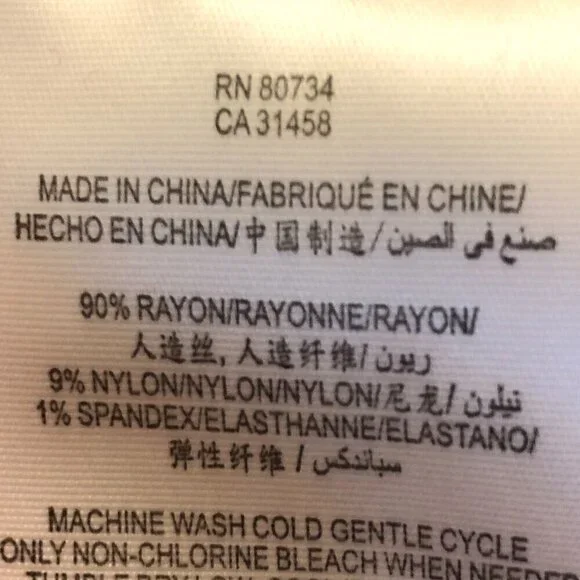 RN 80734
CA 31458
MADE IN CHINA/FABRIQUÉ EN CHINE/
HECHO EN CHINA/中国制造/صنع في الصين
90% RAYON/RAYONNE/RAYON/
人造丝, 人造纤维/ريون
9% NYLON/NYLON/NYLON/尼龙/نيلون
1% SPANDEX/ELASTHANNE/ELASTANO/
弹性纤维/سباندكس
MACHINE WASH COLD GENTLE CYCLE
ONLY NON-CHLORINE BLEACH WHEN NEEDED